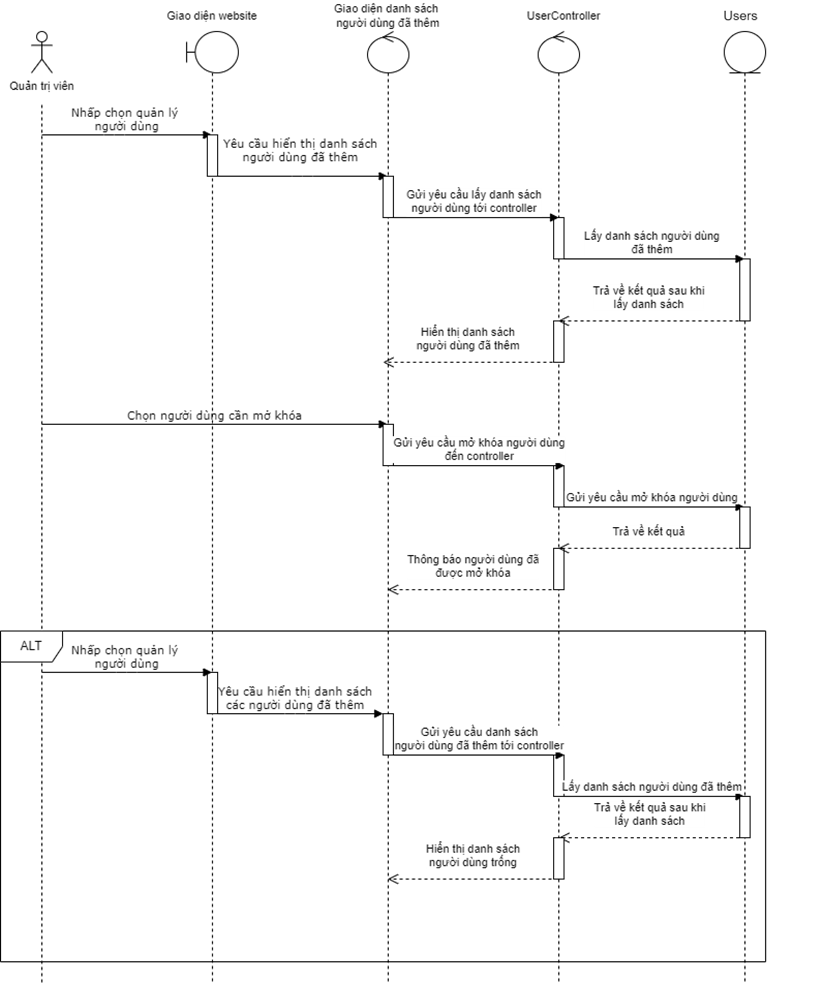 Giao diện website
Giao diện danh sách
người dùng đã thêm
UserController
Users
Quản trị viên
Nhấp chọn quản lý
người dùng
Yêu cầu hiển thị danh sách
người dùng đã thêm
Gửi yêu cầu lấy danh sách
người dùng tới controller
Lấy danh sách người dùng
đã thêm
Trả về kết quả sau khi
lấy danh sách
Hiển thị danh sách
người dùng đã thêm
Chọn người dùng cần mở khóa
Gửi yêu cầu mở khóa người dùng
đến controller
Gửi yêu cầu mở khóa người dùng
Trả về kết quả
Thông báo người dùng đã
được mở khóa
ALT
Nhấp chọn quản lý
người dùng
Yêu cầu hiển thị danh sách
các người dùng đã thêm
Gửi yêu cầu danh sách
người dùng đã thêm tới controller
Lấy danh sách người dùng đã thêm
Trả về kết quả sau khi
lấy danh sách
Hiển thị danh sách
người dùng trống